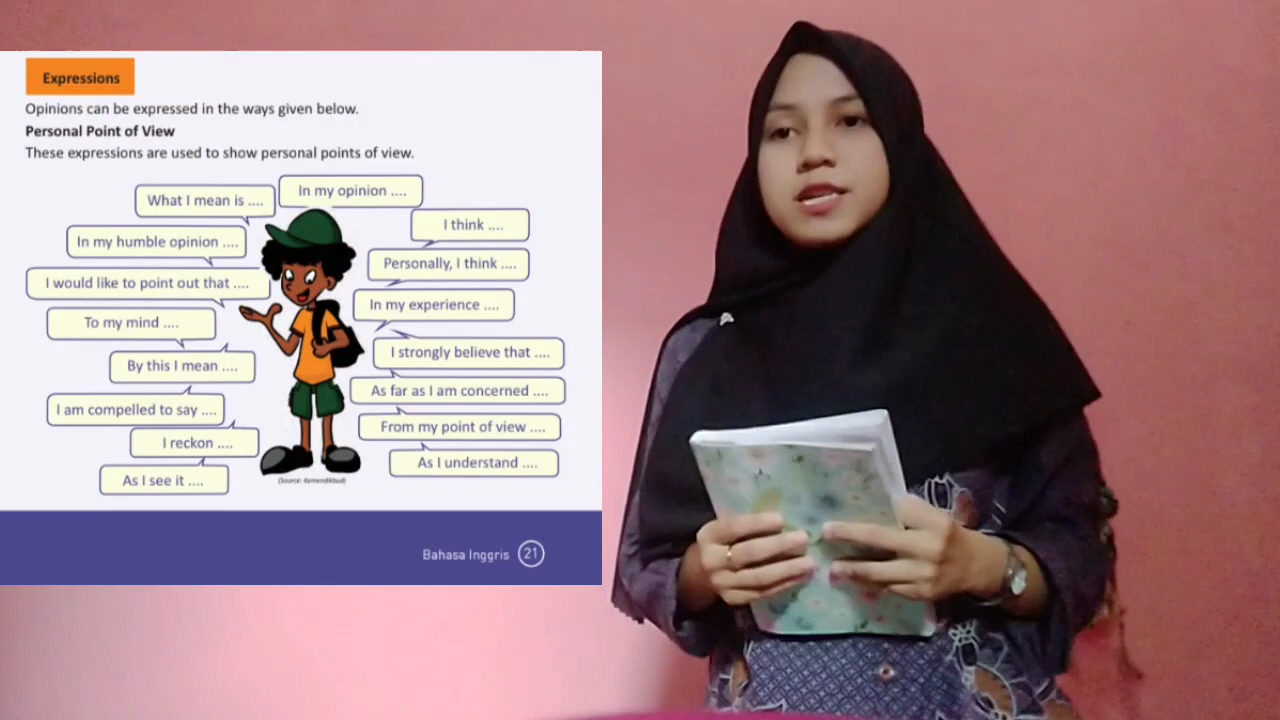 Expressions
Opinions can be expressed in the ways given below.
Personal Point of View
These expressions are used to show personal points of view.
What I mean is ....
In my opinion ....
In my humble opinion ....
I think ....
I would like to point out that ....
Personally, I think ....
To my mind ....
In my experience ....
By this I mean ....
I strongly believe that ....
I am compelled to say ....
As far as I am concerned ....
I reckon ....
From my point of view ....
As I see it ....
As I understand ....
(Source: Kemendikbud)
Bahasa Inggris 21